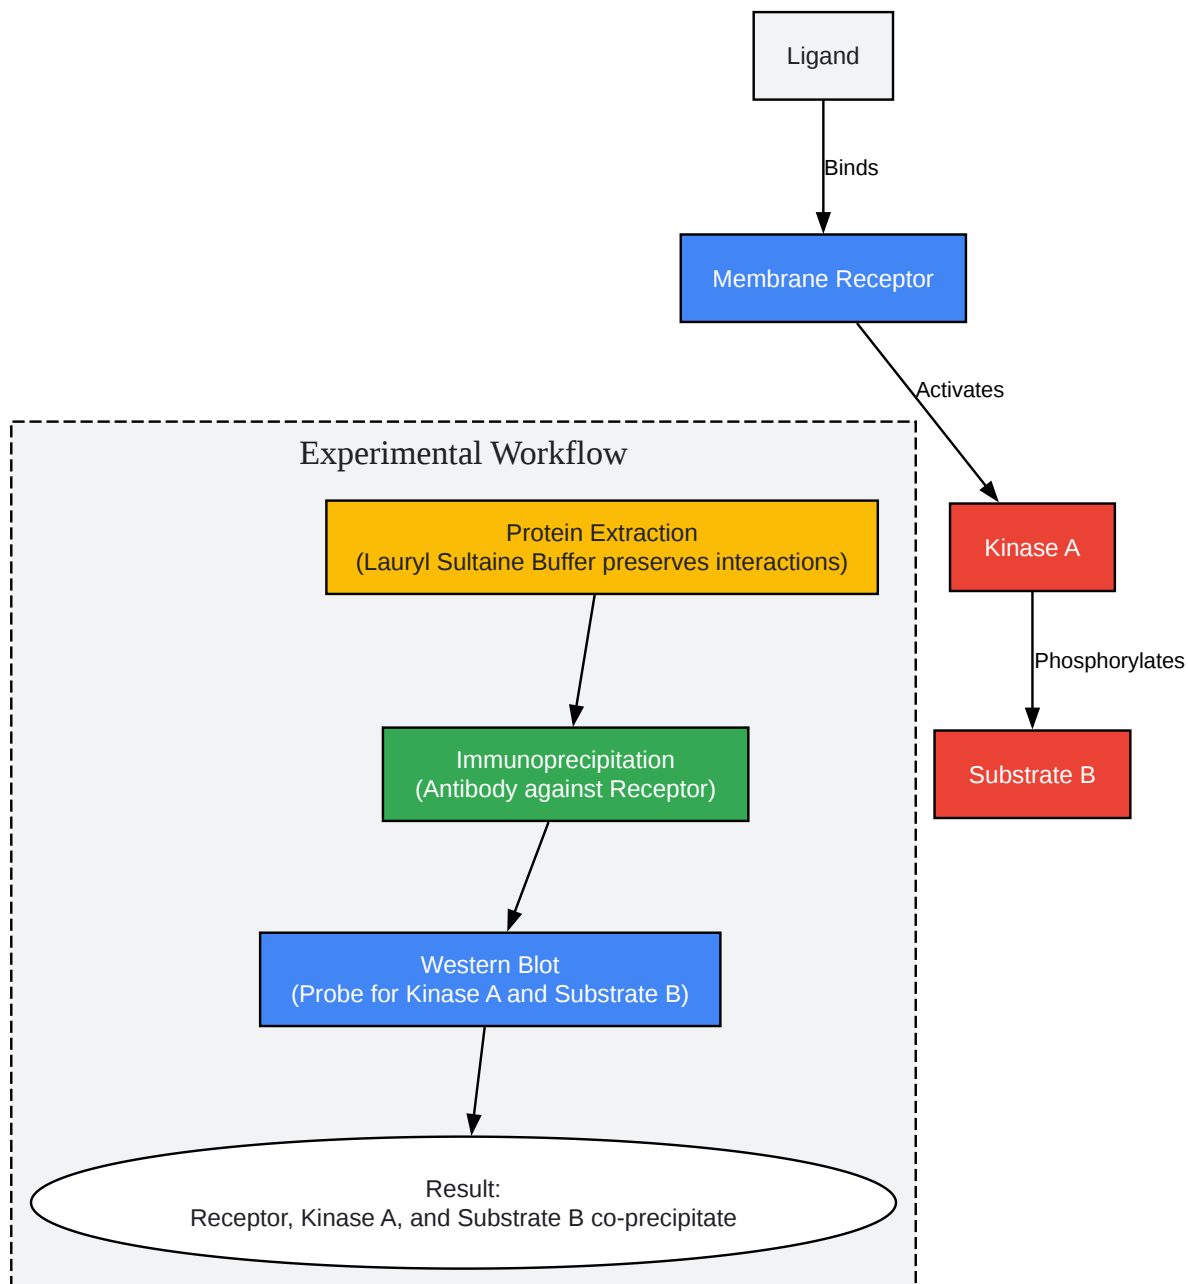 Ligand
Binds
Membrane Receptor
Activates
Experimental Workflow
Protein Extraction
(Lauryl Sultaine Buffer preserves interactions)
Kinase A
Phosphorylates
Immunoprecipitation
(Antibody against Receptor)
Substrate B
Western Blot
(Probe for Kinase A and Substrate B)
Result:
Receptor, Kinase A, and Substrate B co-precipitate